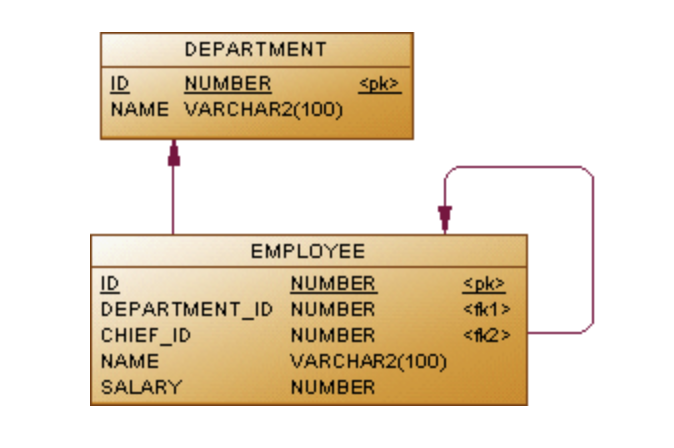 DEPARTMENT
ID NUMBER <pk>
NAME VARCHAR2(100)
EMPLOYEE
ID NUMBER <pk>
DEPARTMENT_ID NUMBER <fk1>
CHIEF_ID NUMBER <fk2>
NAME VARCHAR2(100)
SALARY NUMBER